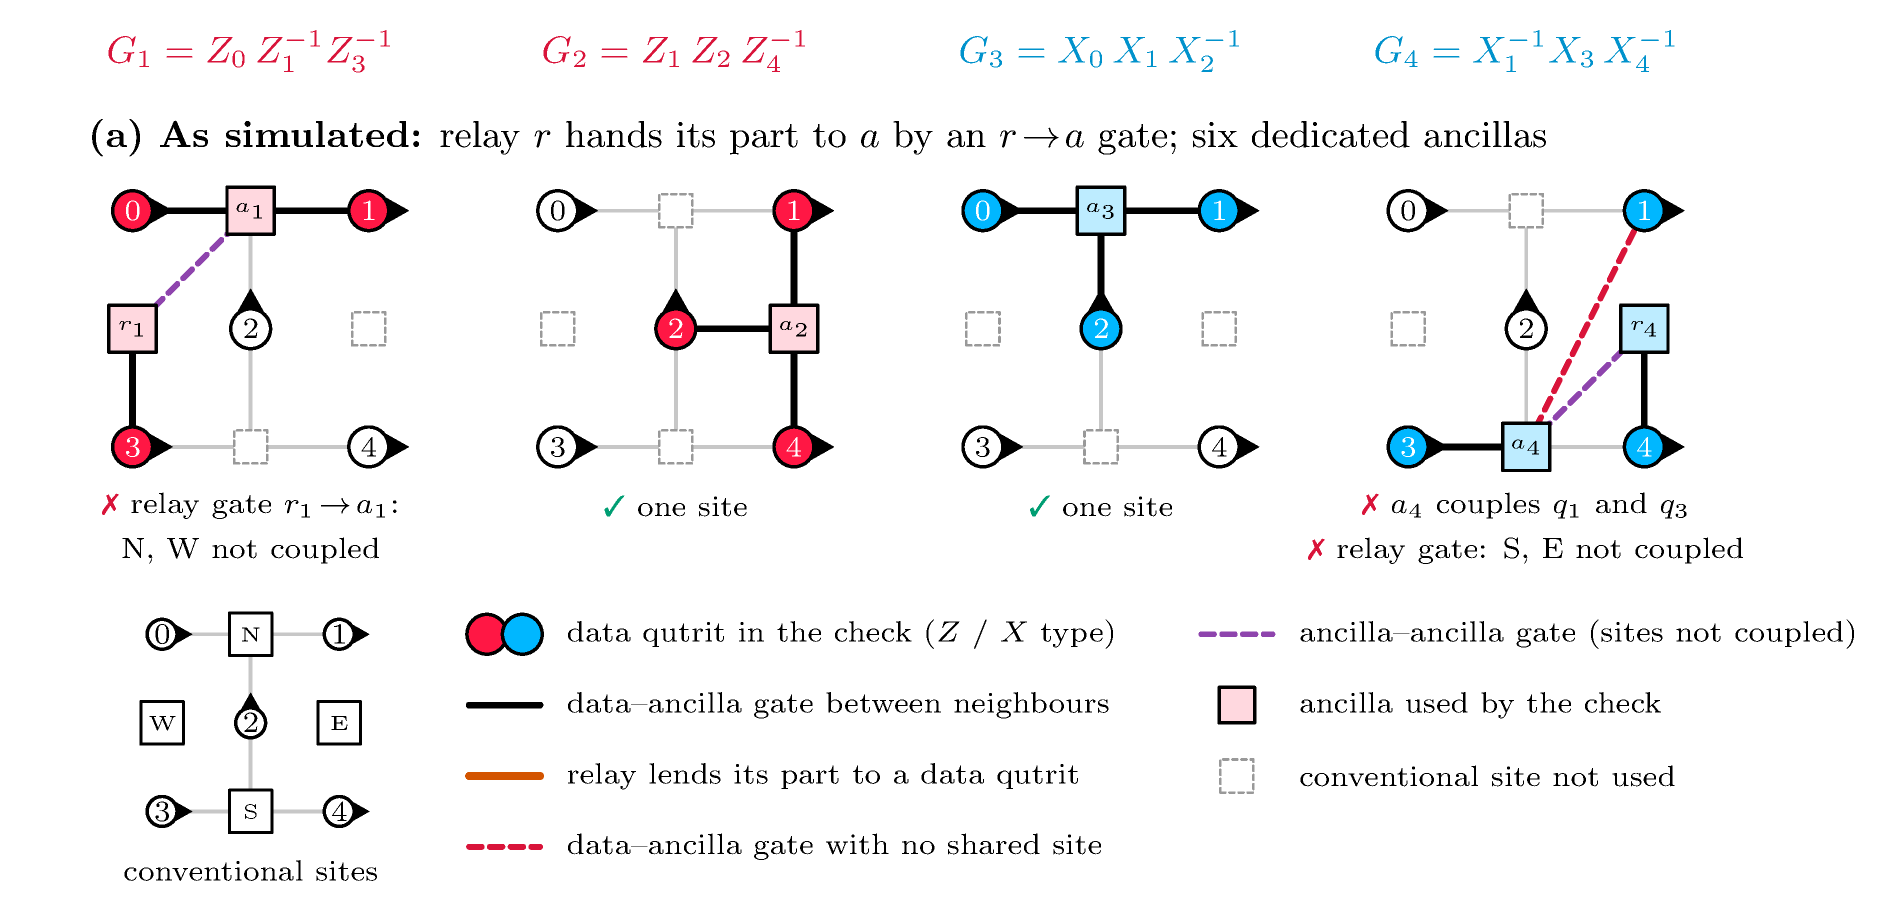 G₁ = Z₀ Z₁⁻¹ Z₃⁻¹
G₂ = Z₁ Z₂ Z₄⁻¹
G₃ = X₀ X₁ X₂⁻¹
G₄ = X₁⁻¹ X₃ X₄⁻¹
(a) As simulated: relay r hands its part to a by an r→a gate; six dedicated ancillas
0 a₁ 1
r₁ 2
3 4
✗ relay gate r₁→a₁:
N, W not coupled
0 1
2 a₂
3 4
✓ one site
0 a₃ 1
2
3 4
✓ one site
0 1
2 r₄
3 a₄ 4
✗ a₄ couples q₁ and q₃
✗ relay gate: S, E not coupled
0 N 1
W 2 E
3 S 4
conventional sites
data qutrit in the check (Z / X type)
data–ancilla gate between neighbours
relay lends its part to a data qutrit
data–ancilla gate with no shared site
ancilla–ancilla gate (sites not coupled)
ancilla used by the check
conventional site not used